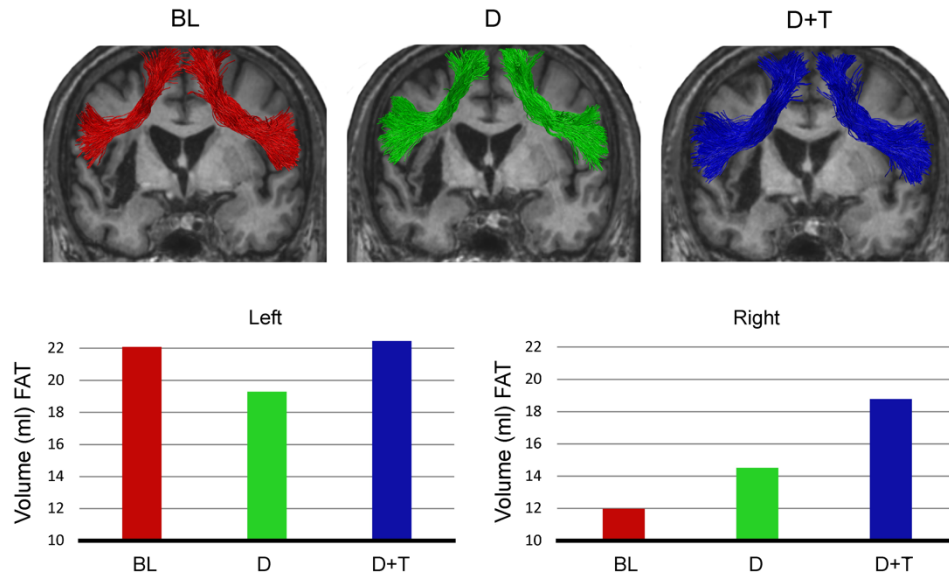 BL D D+T
Left
Volume (ml) FAT
22
20
18
16
14
12
10
BL D D+T
Right
Volume (ml) FAT
22
20
18
16
14
12
10
BL D D+T